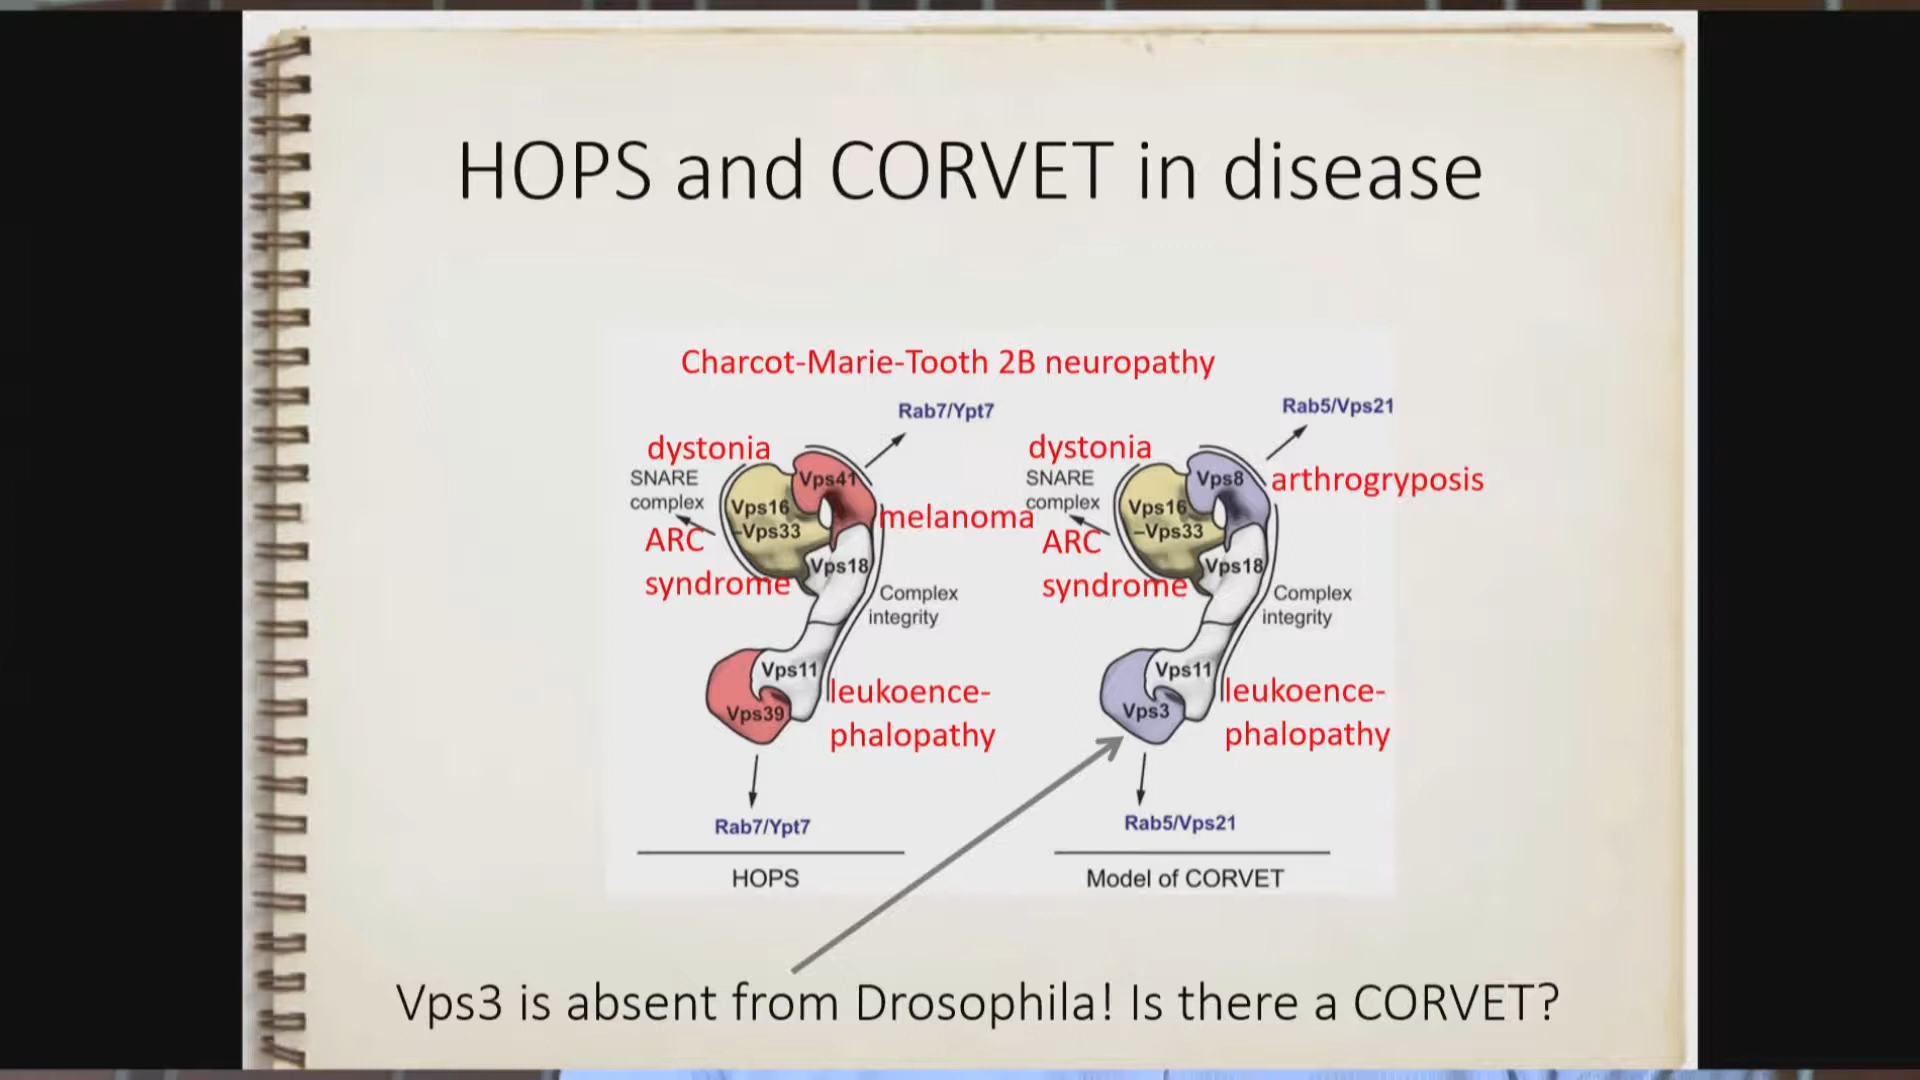 HOPS and CORVET in disease
Charcot-Marie-Tooth 2B neuropathy
Rab7/Ypt7
dystonia
SNARE
complex
Vps41
Vps16
–Vps33
melanoma
ARC
syndrome
Vps18
Complex
integrity
Vps11
leukoence-
phalopathy
Vps39
Rab7/Ypt7
HOPS
Rab5/Vps21
dystonia
SNARE
complex
Vps8
arthrogryposis
Vps16
–Vps33
ARC
syndrome
Vps18
Complex
integrity
Vps11
leukoence-
phalopathy
Vps3
Rab5/Vps21
Model of CORVET
Vps3 is absent from Drosophila! Is there a CORVET?